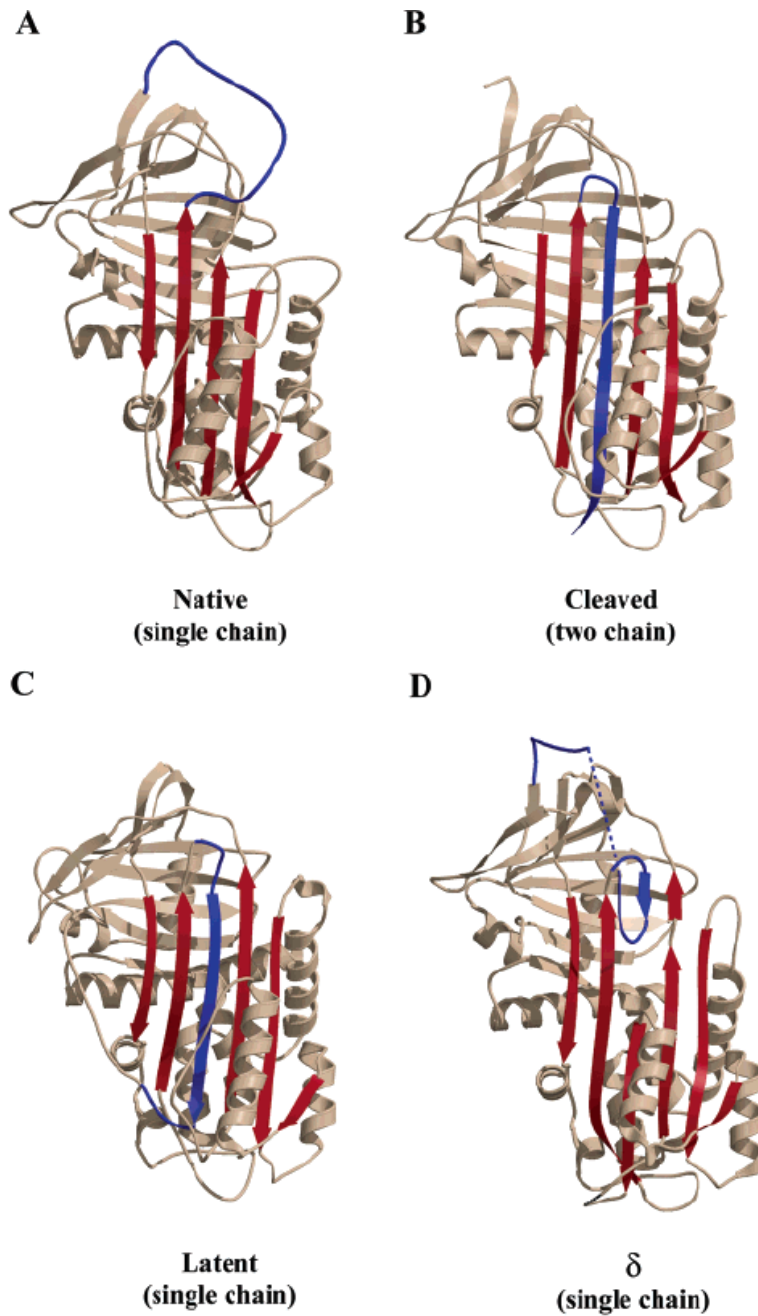 A
B
Native
(single chain)
Cleaved
(two chain)
C
D
Latent
(single chain)
δ
(single chain)